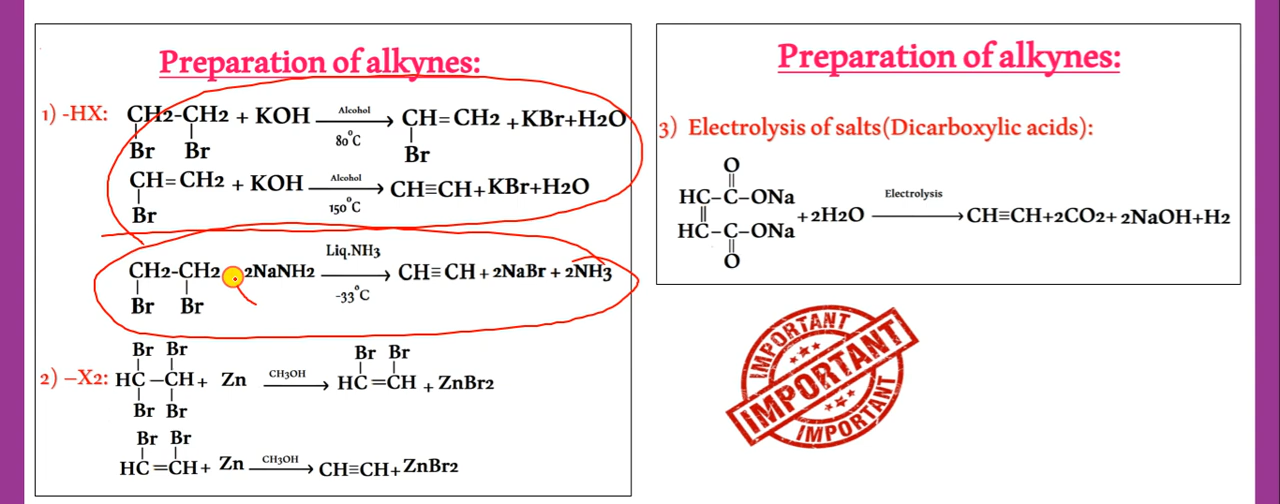 Preparation of alkynes:
1) -HX: CH2-CH2 + KOH Alcohol 80°C CH=CH2 +KBr+H2O
Br Br Br
CH=CH2 + KOH Alcohol 150°C CH≡CH+KBr+H2O
Br
CH2-CH2 2NaNH2 Liq.NH3 -33°C CH≡CH+2NaBr+2NH3
Br Br
Br Br Br Br
2) –X2: HC–CH+ Zn CH3OH HC=CH + ZnBr2
Br Br
Br Br
HC=CH+ Zn CH3OH CH≡CH+ZnBr2
Preparation of alkynes:
3) Electrolysis of salts(Dicarboxylic acids):
O
HC-C-ONa
+2H2O Electrolysis CH≡CH+2CO2+2NaOH+H2
HC-C-ONa
O
IMPORTANT
IMPORTANT
IMPORTANT